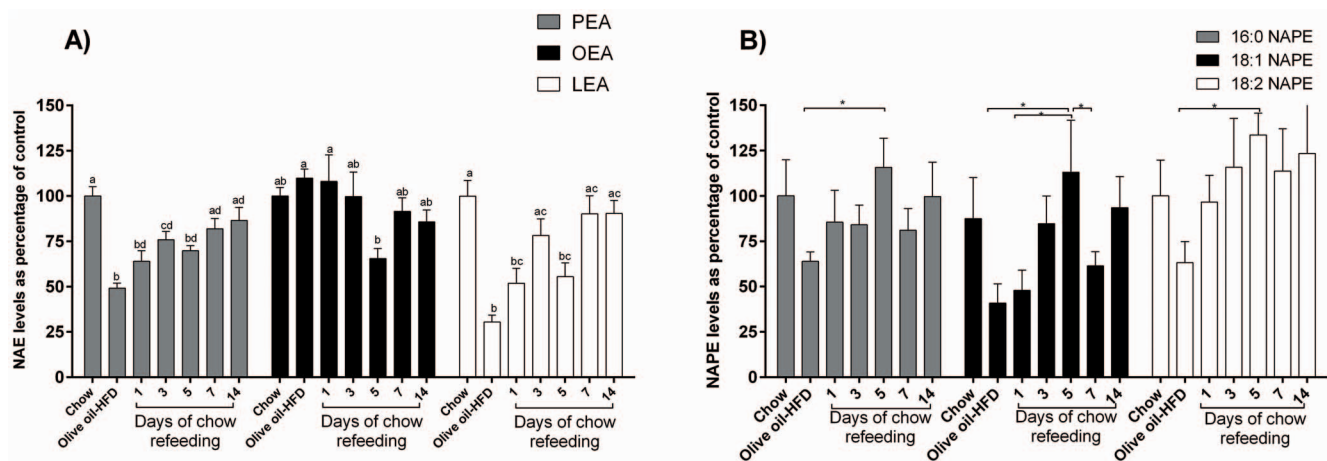 A)
PEA
OEA
LEA
NAE levels as percentage of control
150
125
100
75
50
25
0
a
b
bd
cd
bd
ad
ad
ab
a
a
ab
b
ab
ab
a
b
bc
ac
bc
ac
ac
Chow
Olive oil-HFD
1
3
5
7
14
Days of chow
refeeding
Chow
Olive oil-HFD
1
3
5
7
14
Days of chow
refeeding
Chow
Olive oil-HFD
1
3
5
7
14
Days of chow
refeeding
B)
16:0 NAPE
18:1 NAPE
18:2 NAPE
NAPE levels as percentage of control
150
125
100
75
50
25
0
*
*
*
*
*
Chow
Olive oil-HFD
1
3
5
7
14
Days of chow
refeeding
Chow
Olive oil-HFD
1
3
5
7
14
Days of chow
refeeding
Chow
Olive oil-HFD
1
3
5
7
14
Days of chow
refeeding